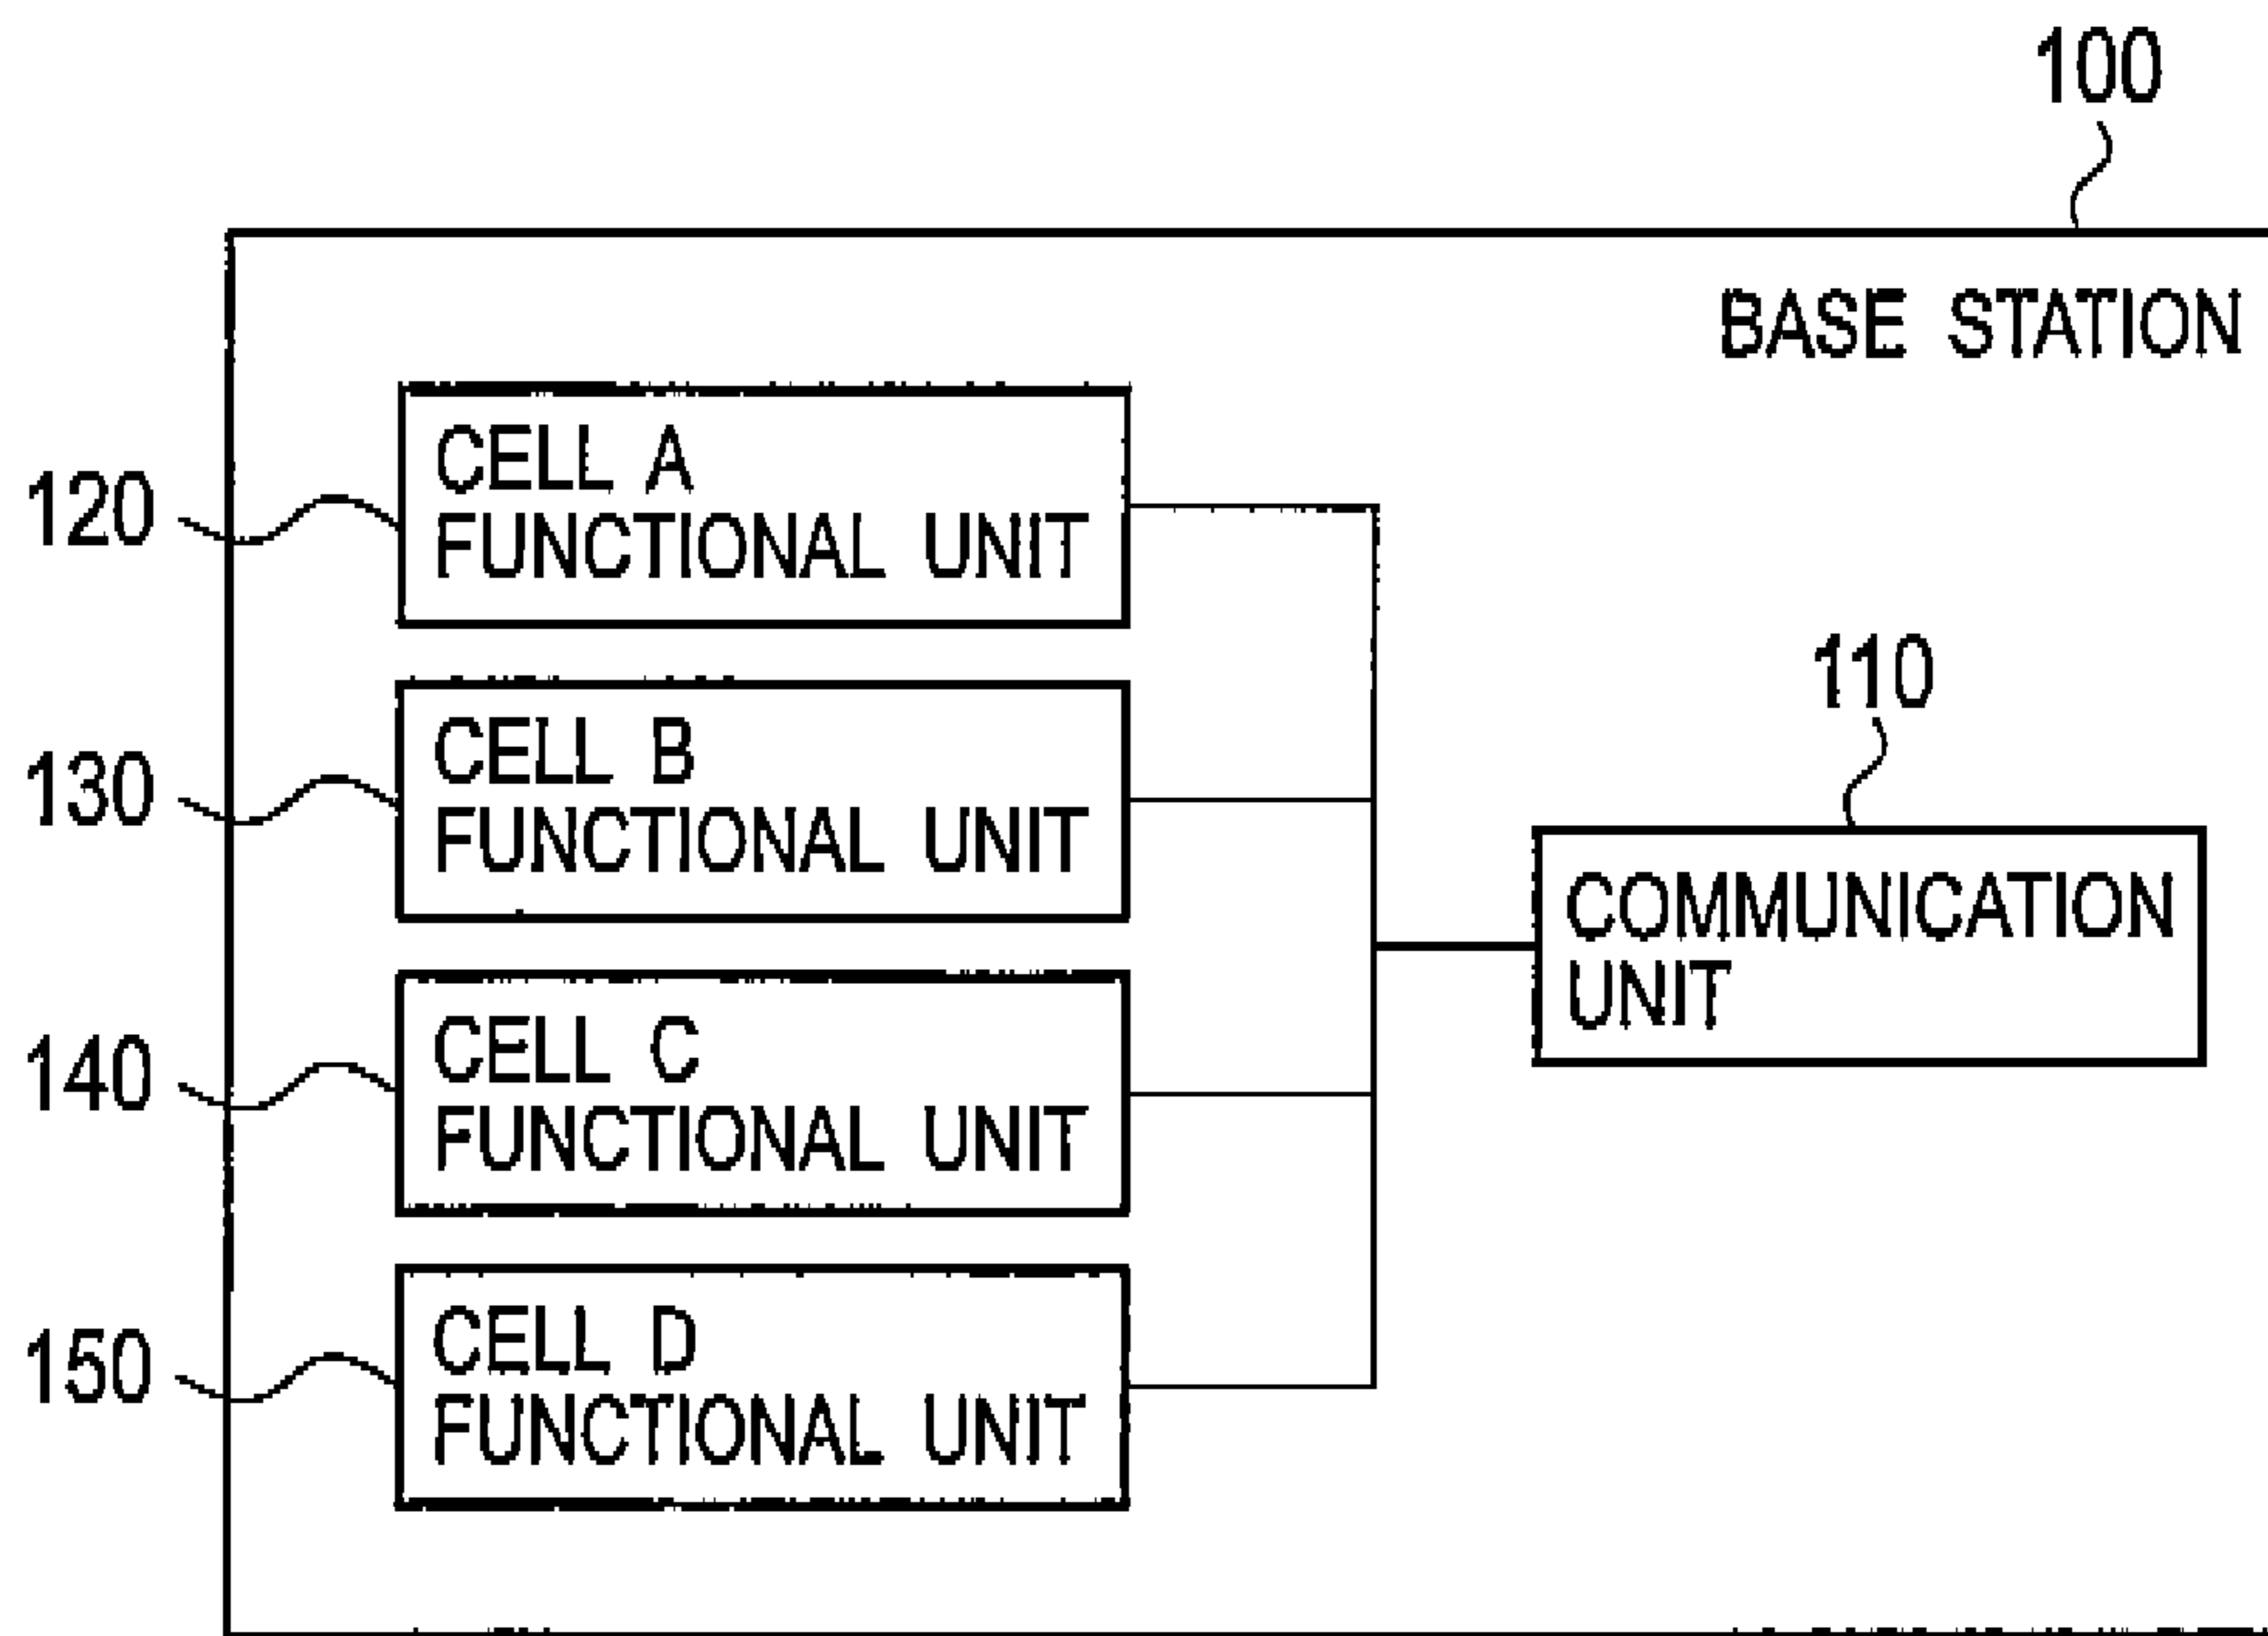 100
BASE STATION
120
CELL A
FUNCTIONAL UNIT
110
130
CELL B
FUNCTIONAL UNIT
COMMUNICATION
UNIT
140
CELL C
FUNCTIONAL UNIT
150
CELL D
FUNCTIONAL UNIT